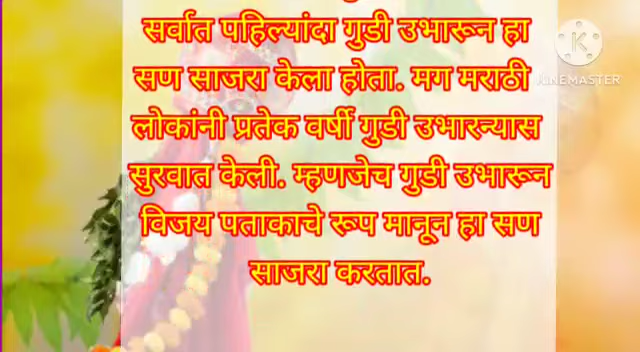 सर्वात पहिल्यांदा गुडी उभारून हा
सण साजरा केला होता. मग मराठी
KINEMASTER
लोकांनी प्रतेक वर्षी गुडी उभारन्यास
सुरवात केली. म्हणजेच गुडी उभारून
विजय पताकाचे रूप मानून हा सण
साजरा करतात.